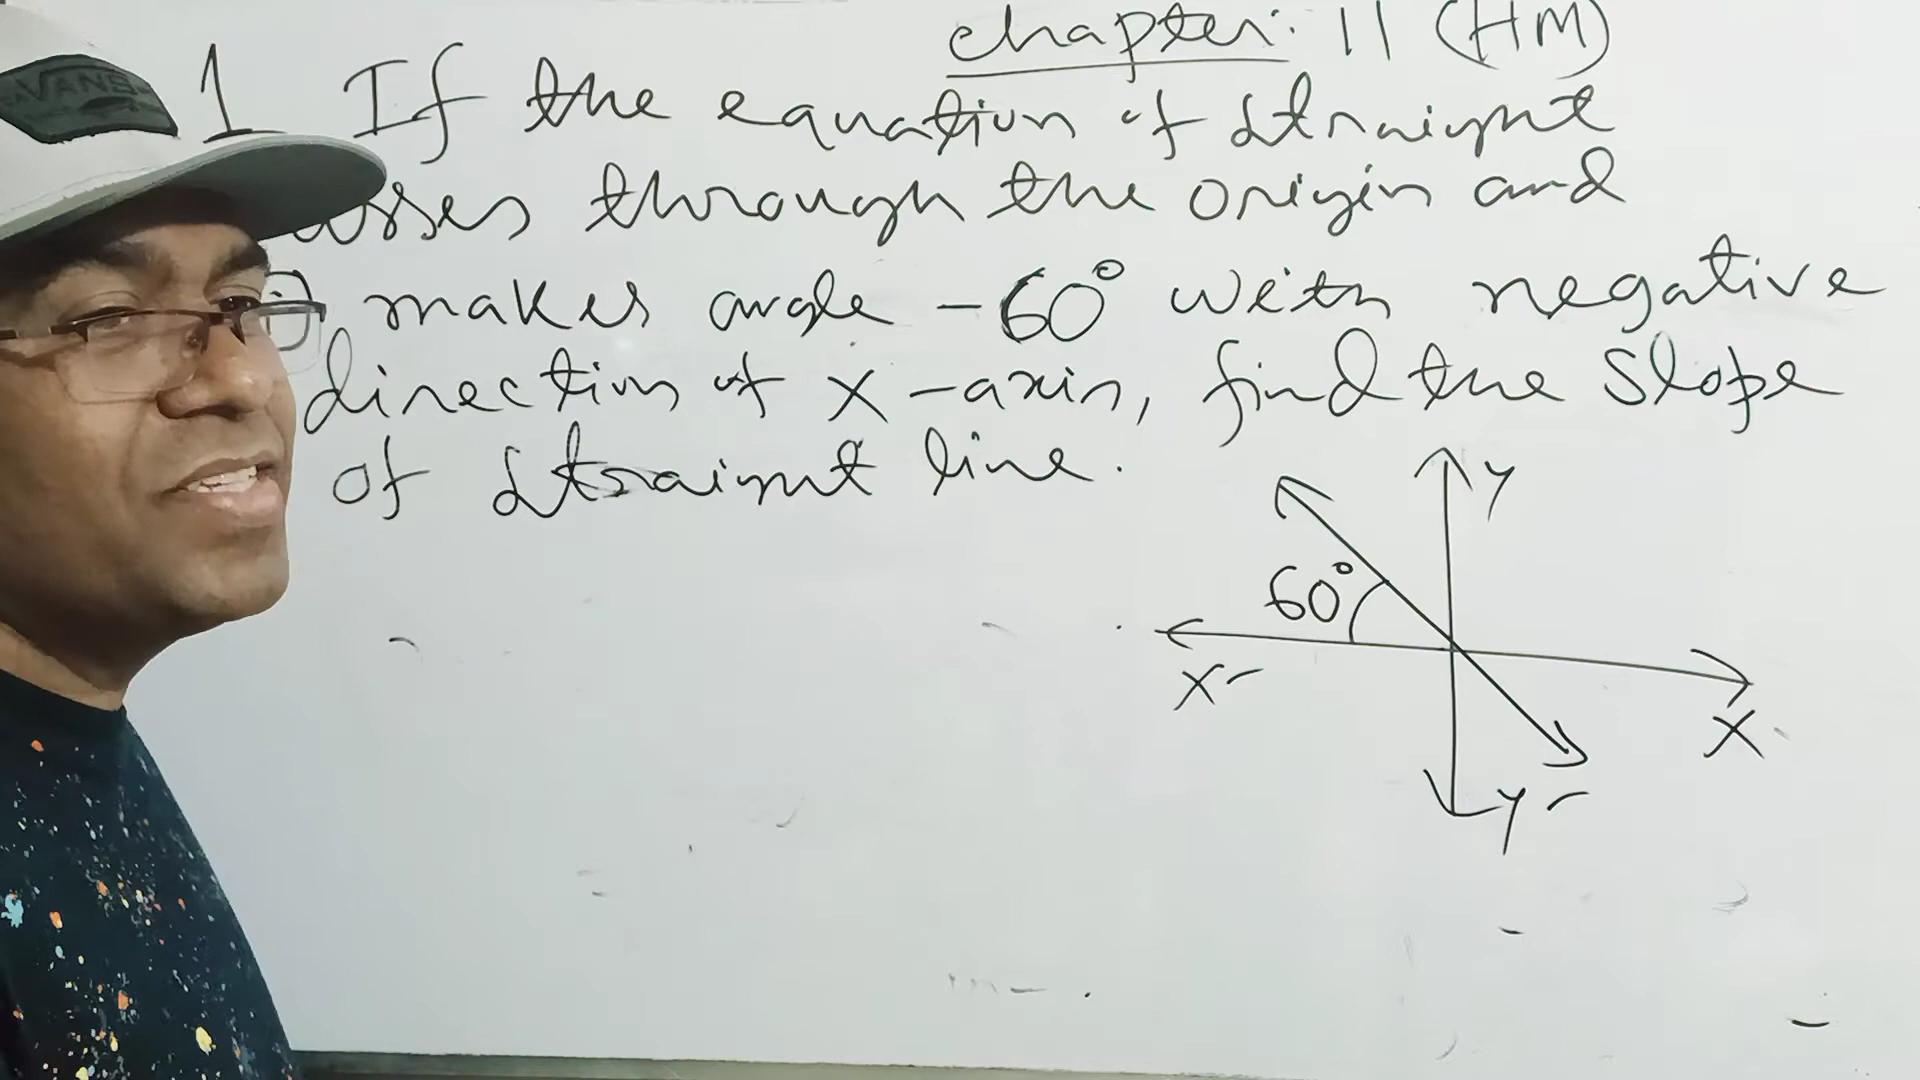 chapter: 11 (HM)
1 If the equation of straight
through the origin and
makes angle -60° with negative
direction of x-axis, find the slope
of straight line.
Y
60°
X-
X
Y-
VANS